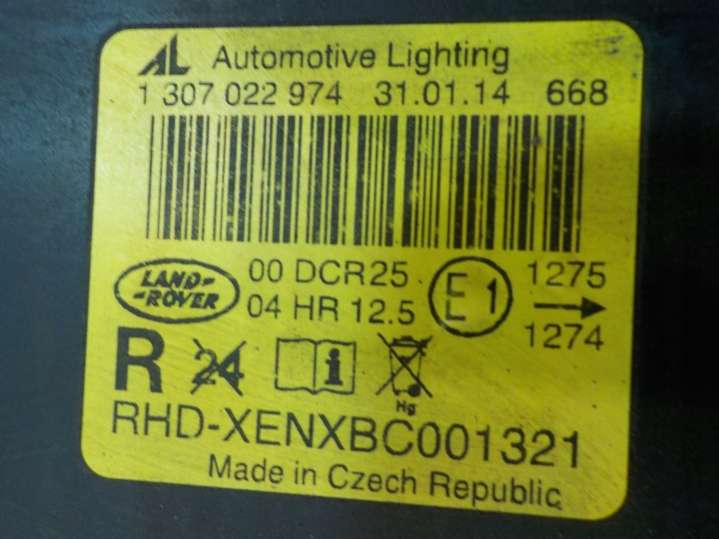 AL Automotive Lighting
1 307 022 974 31.01.14 668
LAND-
-ROVER
00 DCR25
04 HR 12.5
E1
1275
1274
R 24 i
Hg
RHD-XENXBC001321
Made in Czech Republic